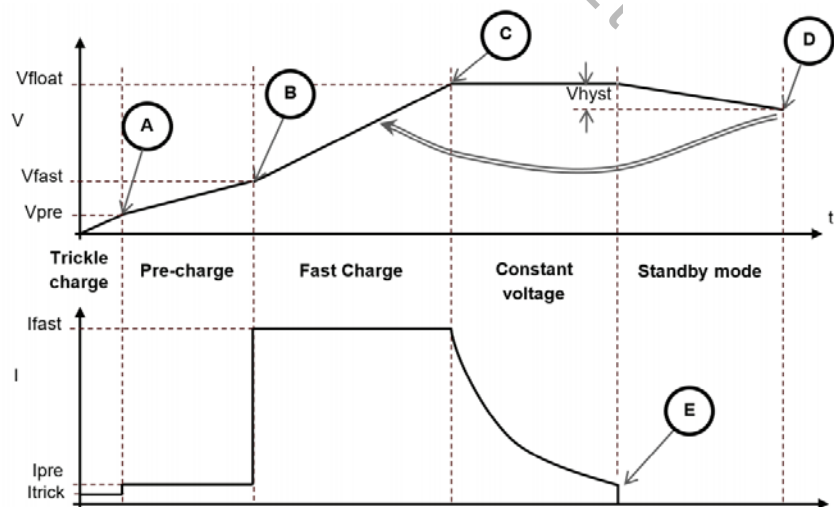 C
D
Vfloat
B
Vhyst
V
A
Vfast
Vpre
t
Trickle
charge
Pre-charge
Fast Charge
Constant
voltage
Standby mode
Ifast
I
E
Ipre
Itrick